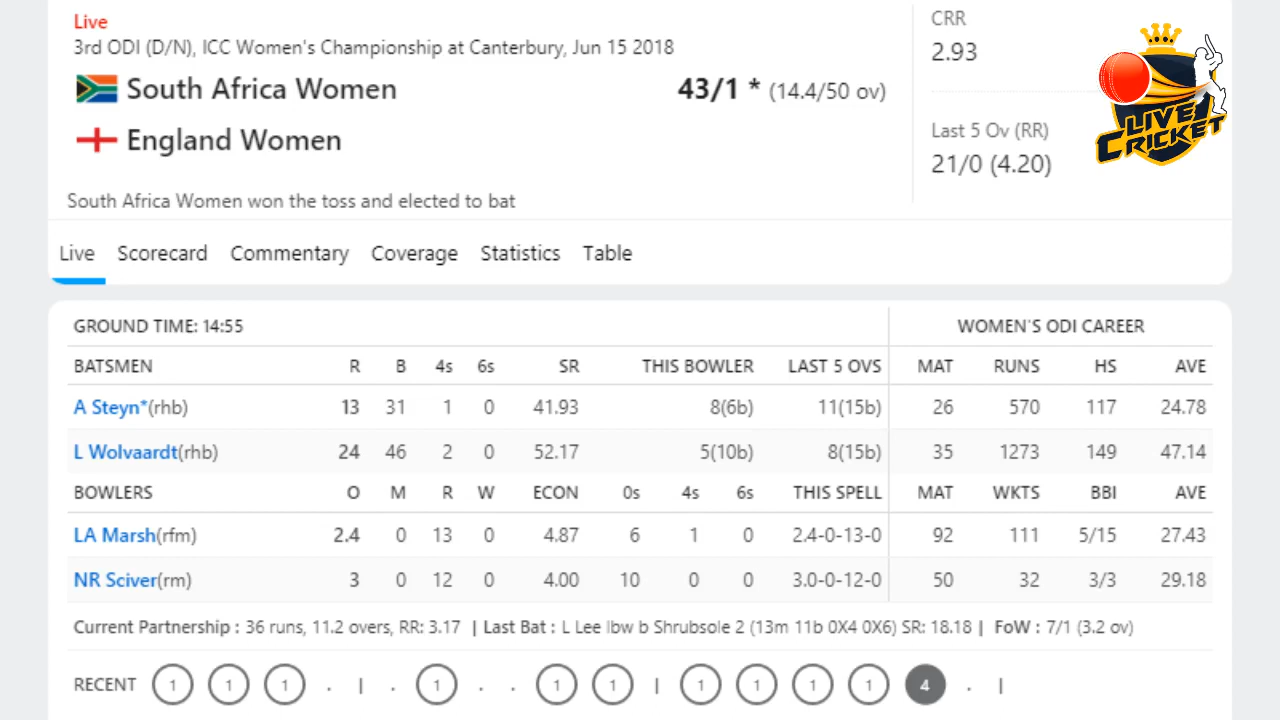 Live
3rd ODI (D/N), ICC Women's Championship at Canterbury, Jun 15 2018
South Africa Women 43/1 * (14.4/50 ov)
England Women
South Africa Women won the toss and elected to bat
CRR
2.93
Last 5 Ov (RR)
21/0 (4.20)
LIVE
CRICKET
Live Scorecard Commentary Coverage Statistics Table
GROUND TIME: 14:55 WOMEN'S ODI CAREER
BATSMEN R B 4s 6s SR THIS BOWLER LAST 5 OVS MAT RUNS HS AVE
A Steyn*(rhb) 13 31 1 0 41.93 8(6b) 11(15b) 26 570 117 24.78
L Wolvaardt(rhb) 24 46 2 0 52.17 5(10b) 8(15b) 35 1273 149 47.14
BOWLERS O M R W ECON 0s 4s 6s THIS SPELL MAT WKTS BBI AVE
LA Marsh(rfm) 2.4 0 13 0 4.87 6 1 0 2.4-0-13-0 92 111 5/15 27.43
NR Sciver(rm) 3 0 12 0 4.00 10 0 0 3.0-0-12-0 50 32 3/3 29.18
Current Partnership : 36 runs, 11.2 overs, RR: 3.17 | Last Bat : L Lee lbw b Shrubsole 2 (13m 11b 0X4 0X6) SR: 18.18 | FoW : 7/1 (3.2 ov)
RECENT 1 1 1 . | . 1 . . 1 1 | 1 1 1 1 4 . |